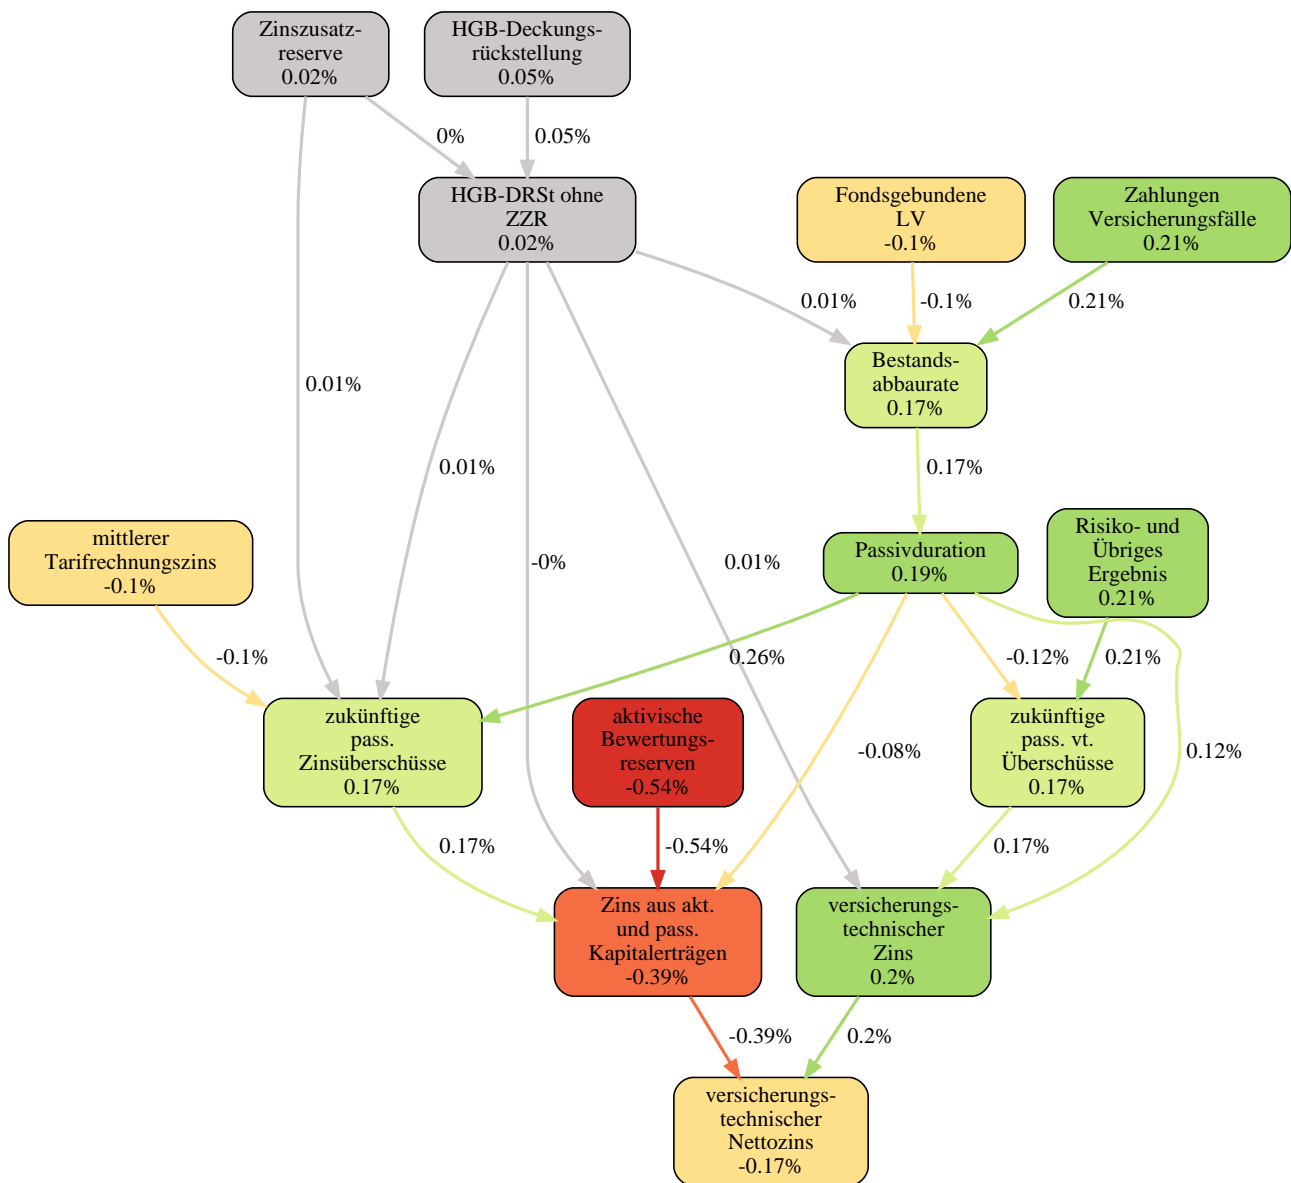 Zinszusatz-
reserve
0.02%
HGB-Deckungs-
rückstellung
0.05%
0%
0.05%
HGB-DRSt ohne
ZZR
0.02%
Fondsgebundene
LV
-0.1%
Zahlungen
Versicherungsfälle
0.21%
0.01%
-0.1%
0.21%
Bestands-
abbaurate
0.17%
0.01%
0.01%
0.17%
mittlerer
Tarifrechnungszins
-0.1%
-0%
0.01%
Passivduration
0.19%
Risiko- und
Übriges
Ergebnis
0.21%
-0.1%
0.26%
-0.12%
0.21%
zukünftige
pass.
Zinsüberschüsse
0.17%
aktivische
Bewertungs-
reserven
-0.54%
-0.08%
zukünftige
pass. vt.
Überschüsse
0.17%
0.12%
0.17%
-0.54%
0.17%
Zins aus akt.
und pass.
Kapitalerträgen
-0.39%
versicherungs-
technischer
Zins
0.2%
-0.39%
0.2%
versicherungs-
technischer
Nettozins
-0.17%